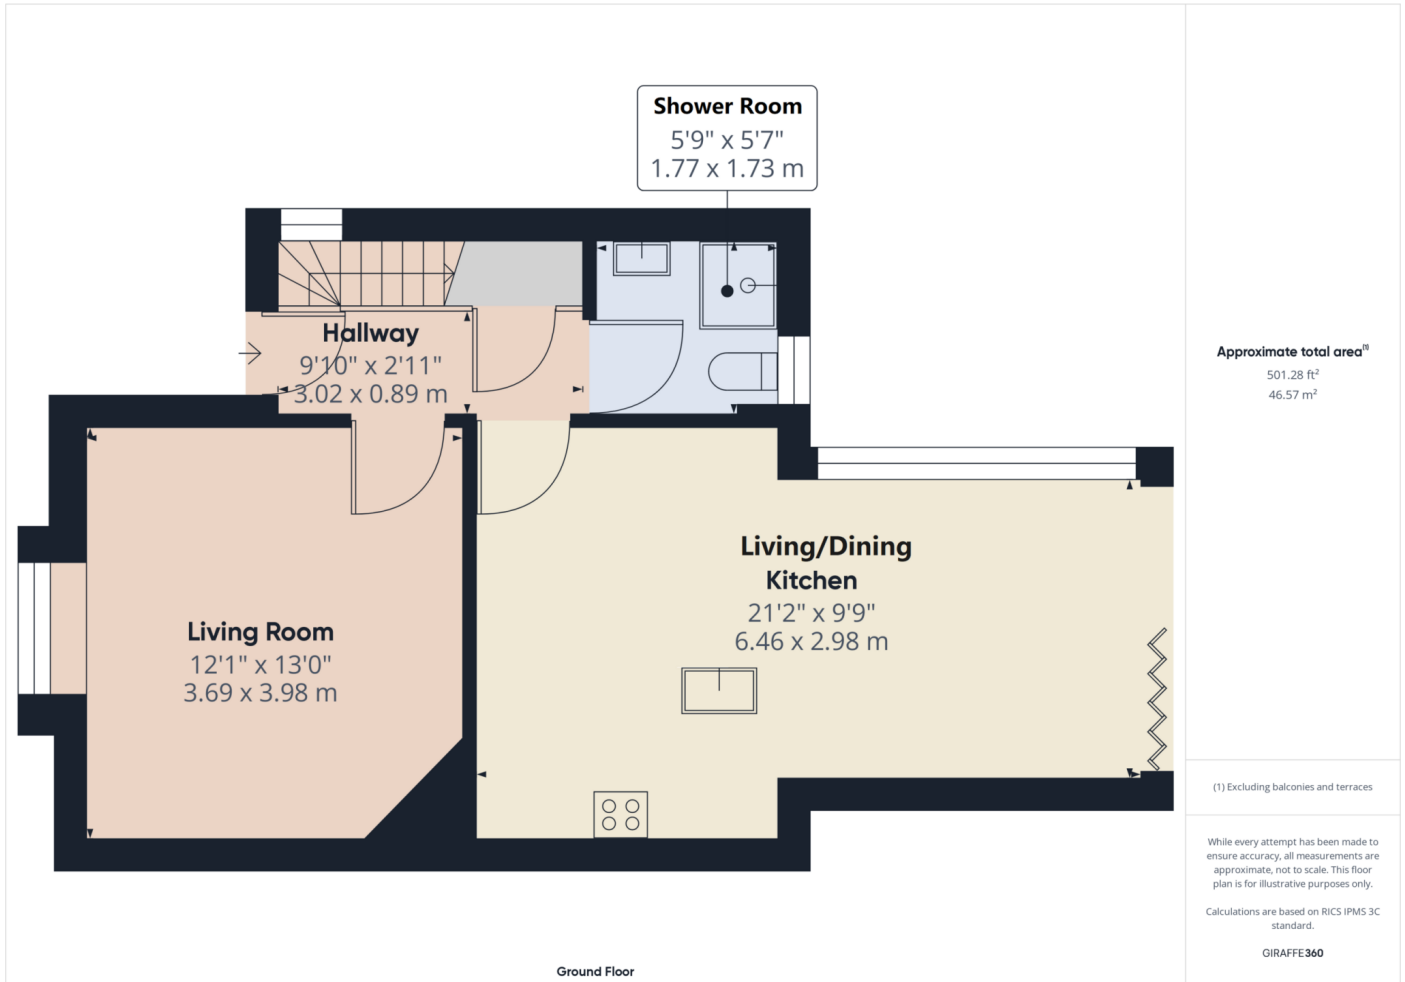 Shower Room
5'9" x 5'7"
1.77 x 1.73 m
Hallway
9'10" x 2'11"
3.02 x 0.89 m
Living/Dining
Kitchen
21'2" x 9'9"
6.46 x 2.98 m
Living Room
12'1" x 13'0"
3.69 x 3.98 m
Ground Floor
Approximate total area(1)
501.28 ft²
46.57 m²
(1) Excluding balconies and terraces
While every attempt has been made to
ensure accuracy, all measurements are
approximate, not to scale. This floor
plan is for illustrative purposes only.
Calculations are based on RICS IPMS 3C
standard.
GIRAFFE360